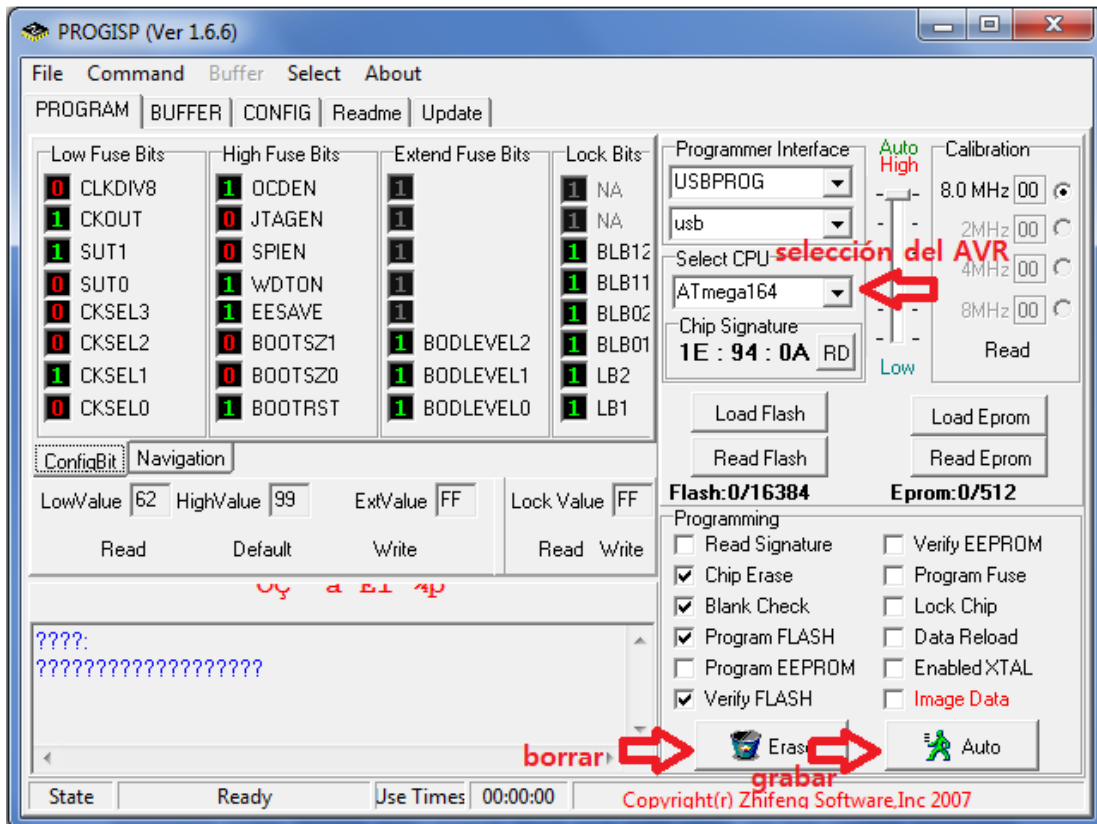 PROGISP (Ver 1.6.6)
File Command Buffer Select About
PROGRAM BUFFER CONFIG Readme Update
Low Fuse Bits High Fuse Bits Extend Fuse Bits Lock Bits
0 CLKDIV8 1 OCDEN 1 1 NA
1 CKOUT 0 JTAGEN 1 1 NA
1 SUT1 0 SPIEN 1 1 BLB12
0 SUT0 1 WDTON 1 1 BLB11
0 CKSEL3 1 EESAVE 1 1 BLB02
0 CKSEL2 0 BOOTSZ1 1 BODLEVEL2 1 BLB01
1 CKSEL1 0 BOOTSZ0 1 BODLEVEL1 1 LB2
0 CKSEL0 1 BOOTRST 1 BODLEVEL0 1 LB1
ConfigBit Navigation
LowValue 62 HighValue 99 ExtValue FF Lock Value FF
Read Default Write Read Write
????:
???????????????????
Programmer Interface
USBPROG
usb
selección del AVR
Select CPU
ATmega164
Chip Signature
1E : 94 : 0A RD
Auto
High
Low
Calibration
8.0 MHz 00
2MHz 00
4MHz 00
8MHz 00
Read
Load Flash Load Eprom
Read Flash Read Eprom
Flash:0/16384 Eprom:0/512
Programming
Read Signature Verify EEPROM
Chip Erase Program Fuse
Blank Check Lock Chip
Program FLASH Data Reload
Program EEPROM Enabled XTAL
Verify FLASH Image Data
borrar Erase Auto
grabar
State Ready Use Times 00:00:00 Copyright(r) Zhifeng Software,Inc 2007